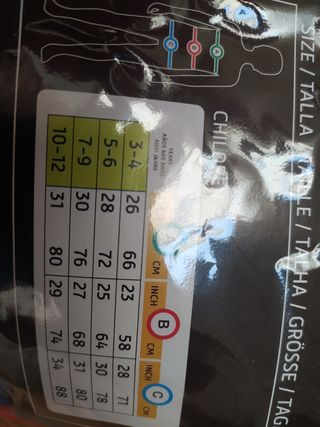 SIZE / TALLA / TALHA / GRÖSSE / TAG
YEARS
CM INCH B CM INCH C CM
3-4 26 66 23 58 28 71
5-6 28 72 25 64 30 78
7-9 30 76 27 68 31 80
10-12 31 80 29 74 34 88